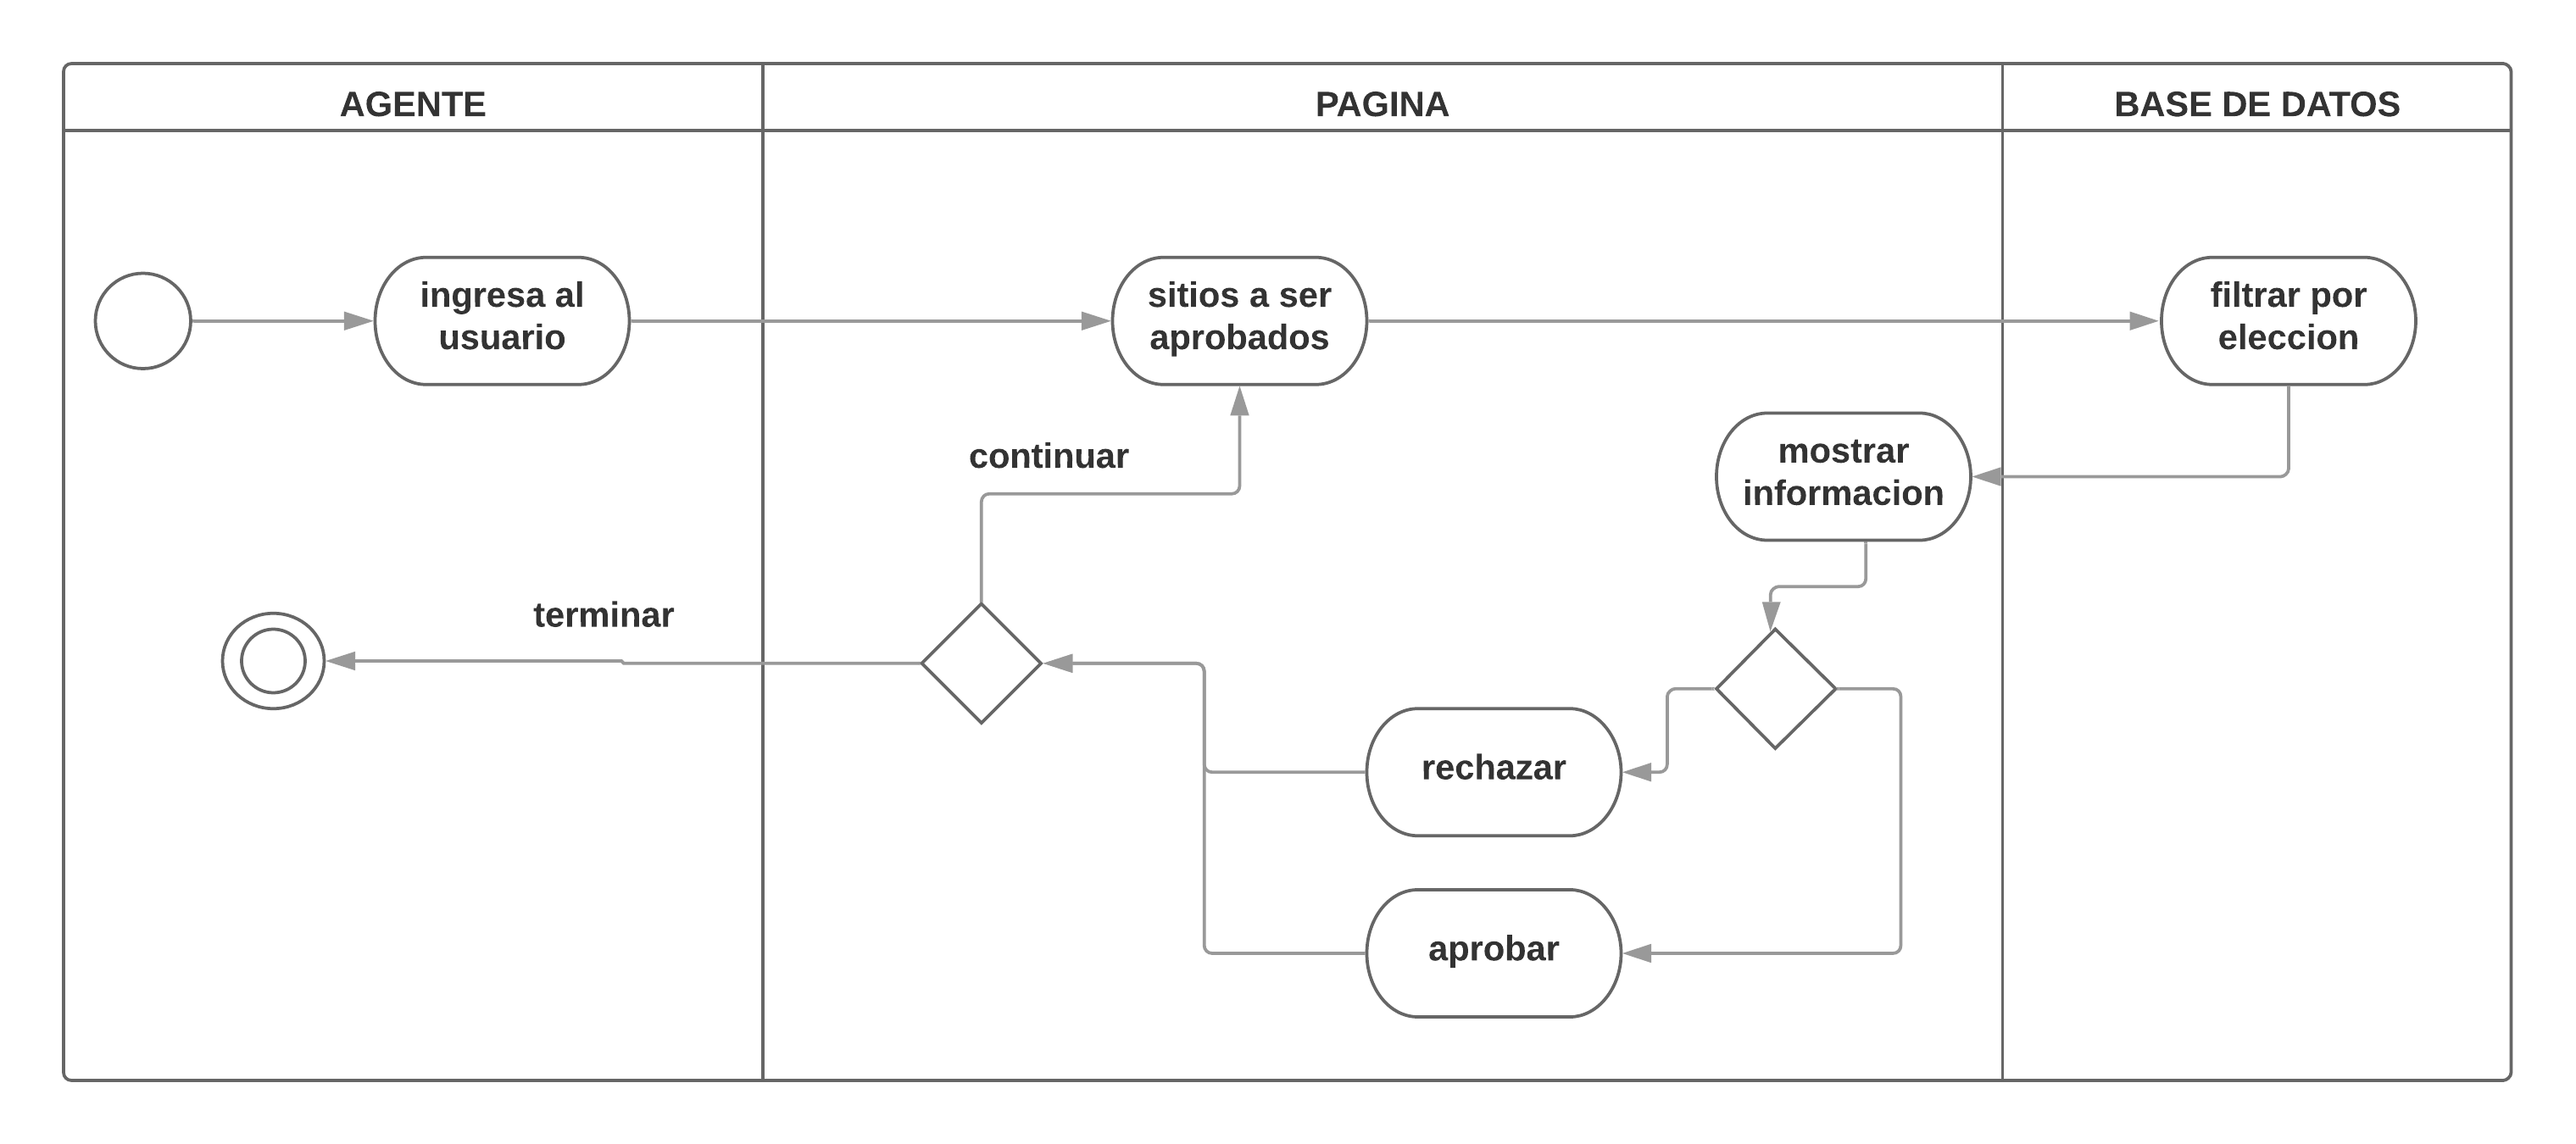 AGENTE
PAGINA
BASE DE DATOS
ingresa al
usuario
sitios a ser
aprobados
filtrar por
eleccion
continuar
mostrar
informacion
terminar
rechazar
aprobar